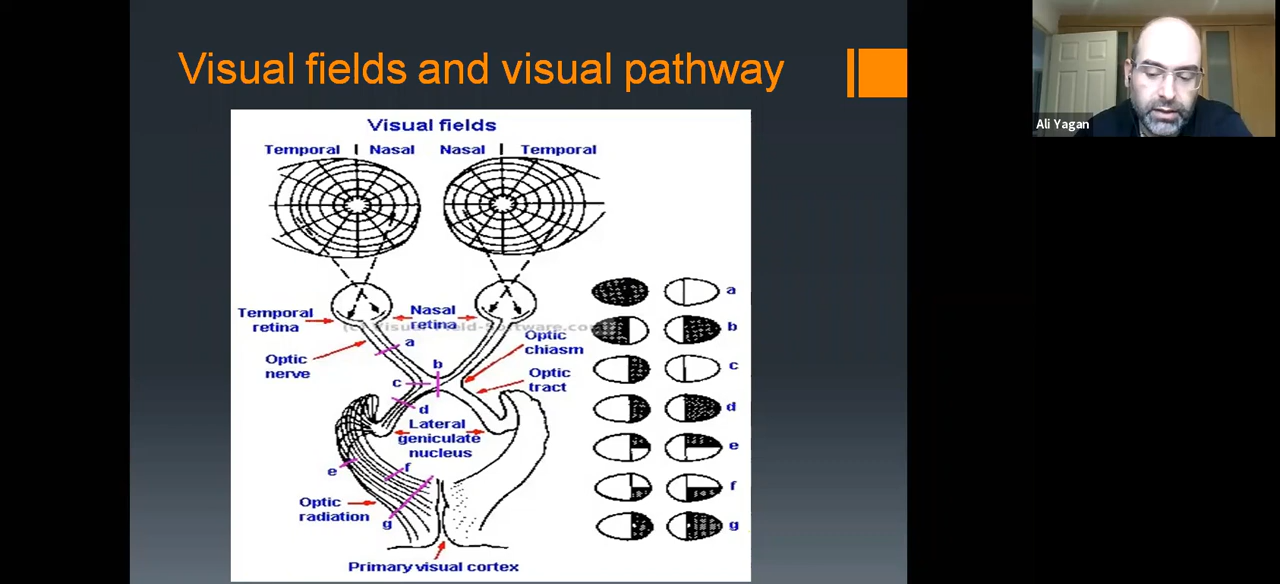 Visual fields and visual pathway
Ali Yagan
Visual fields
Temporal | Nasal Nasal | Temporal
Temporal
retina
Nasal
retina
Optic
nerve
Optic
chiasm
Optic
tract
Lateral
geniculate
nucleus
Optic
radiation
Primary visual cortex
a
b
c
d
e
f
g
a
b
c
d
e
f
g